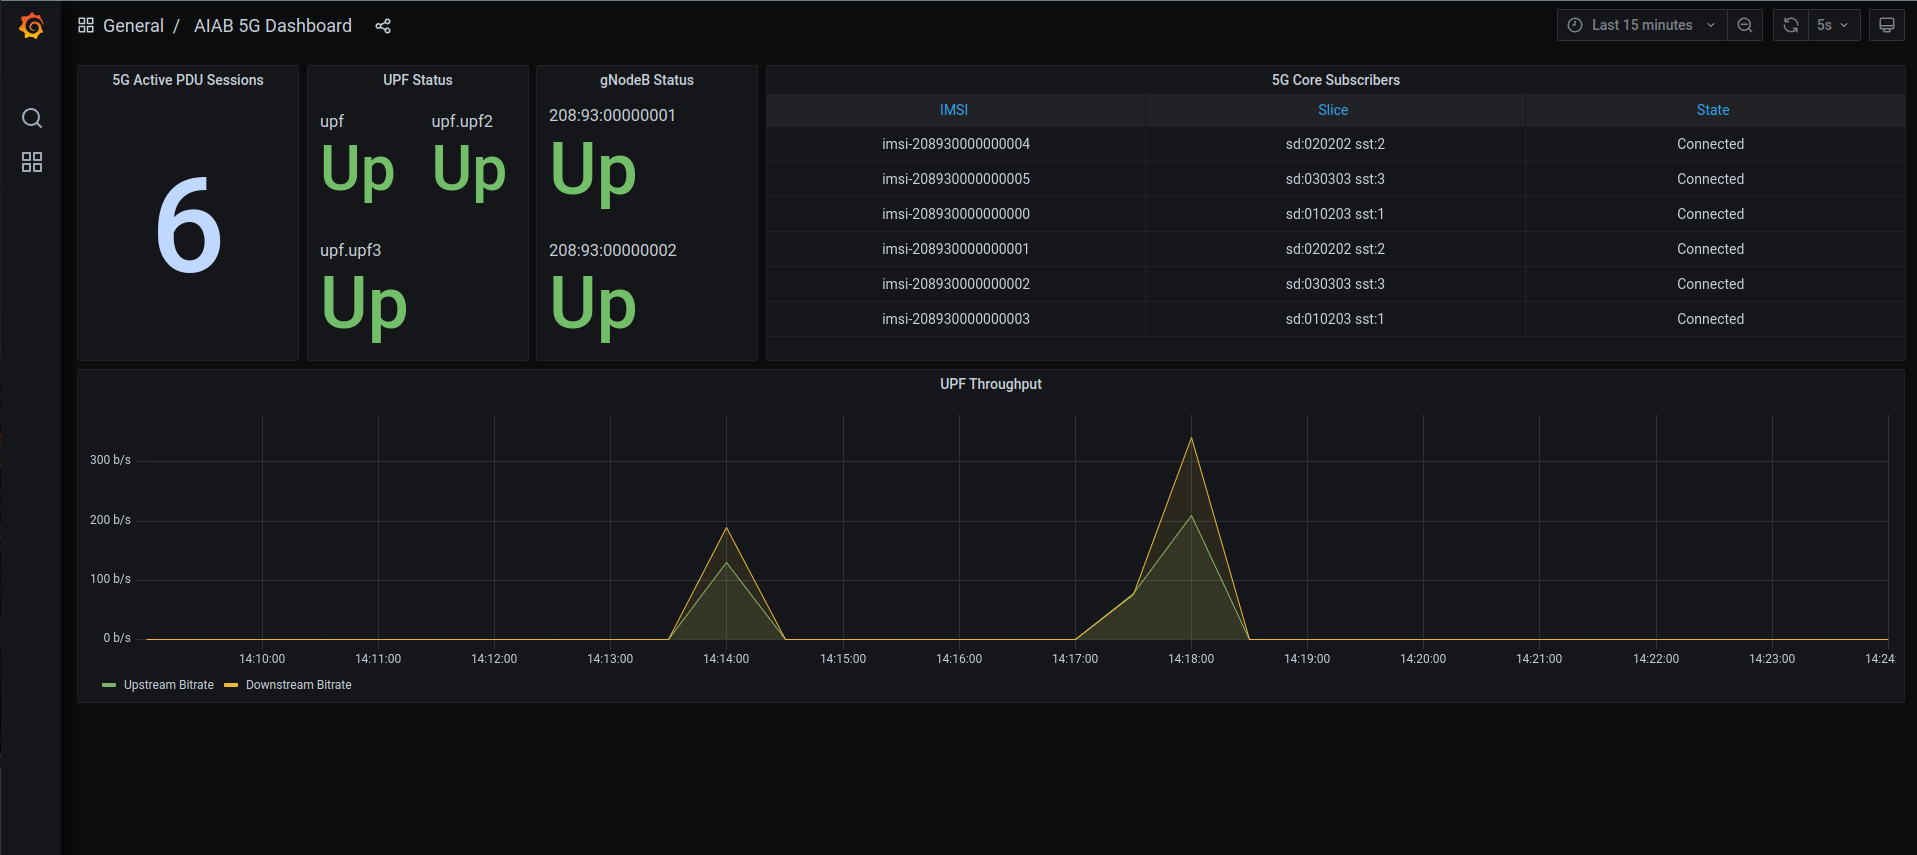 General / AIAB 5G Dashboard
Last 15 minutes
5s
5G Active PDU Sessions
6
UPF Status
upf
Up
upf.upf2
Up
upf.upf3
Up
gNodeB Status
208:93:00000001
Up
208:93:00000002
Up
5G Core Subscribers
IMSI Slice State
imsi-208930000000004 sd:020202 sst:2 Connected
imsi-208930000000005 sd:030303 sst:3 Connected
imsi-208930000000000 sd:010203 sst:1 Connected
imsi-208930000000001 sd:020202 sst:2 Connected
imsi-208930000000002 sd:030303 sst:3 Connected
imsi-208930000000003 sd:010203 sst:1 Connected
UPF Throughput
300 b/s
200 b/s
100 b/s
0 b/s
14:10:00 14:11:00 14:12:00 14:13:00 14:14:00 14:15:00 14:16:00 14:17:00 14:18:00 14:19:00 14:20:00 14:21:00 14:22:00 14:23:00 14:24:
Upstream Bitrate Downstream Bitrate